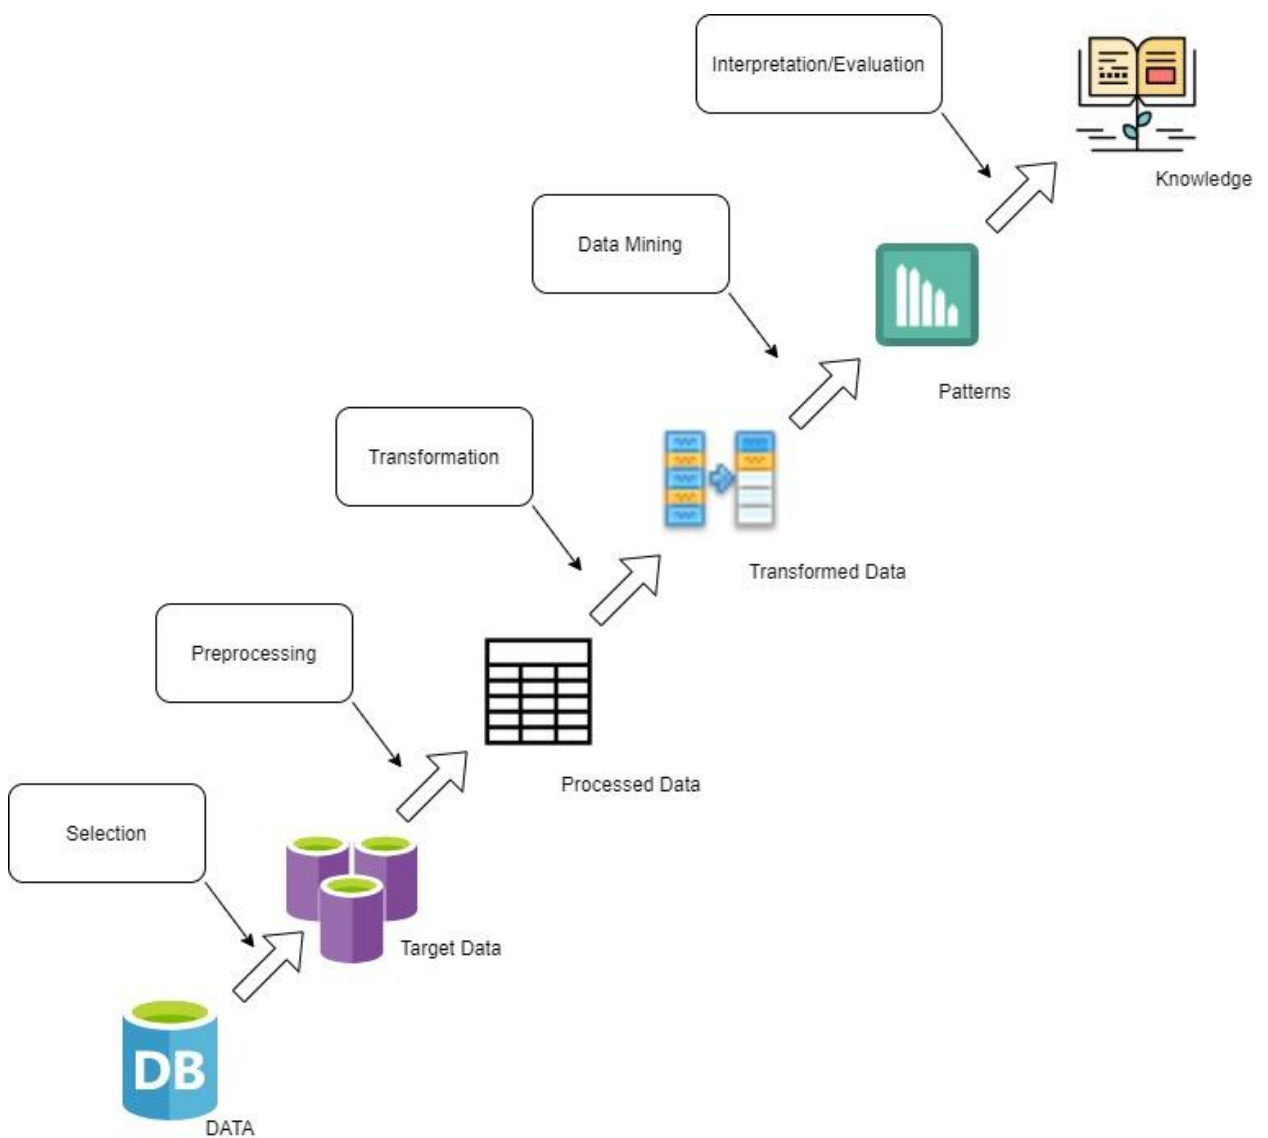 Interpretation/Evaluation
Knowledge
Data Mining
Patterns
Transformation
Transformed Data
Preprocessing
Processed Data
Selection
Target Data
DB
DATA